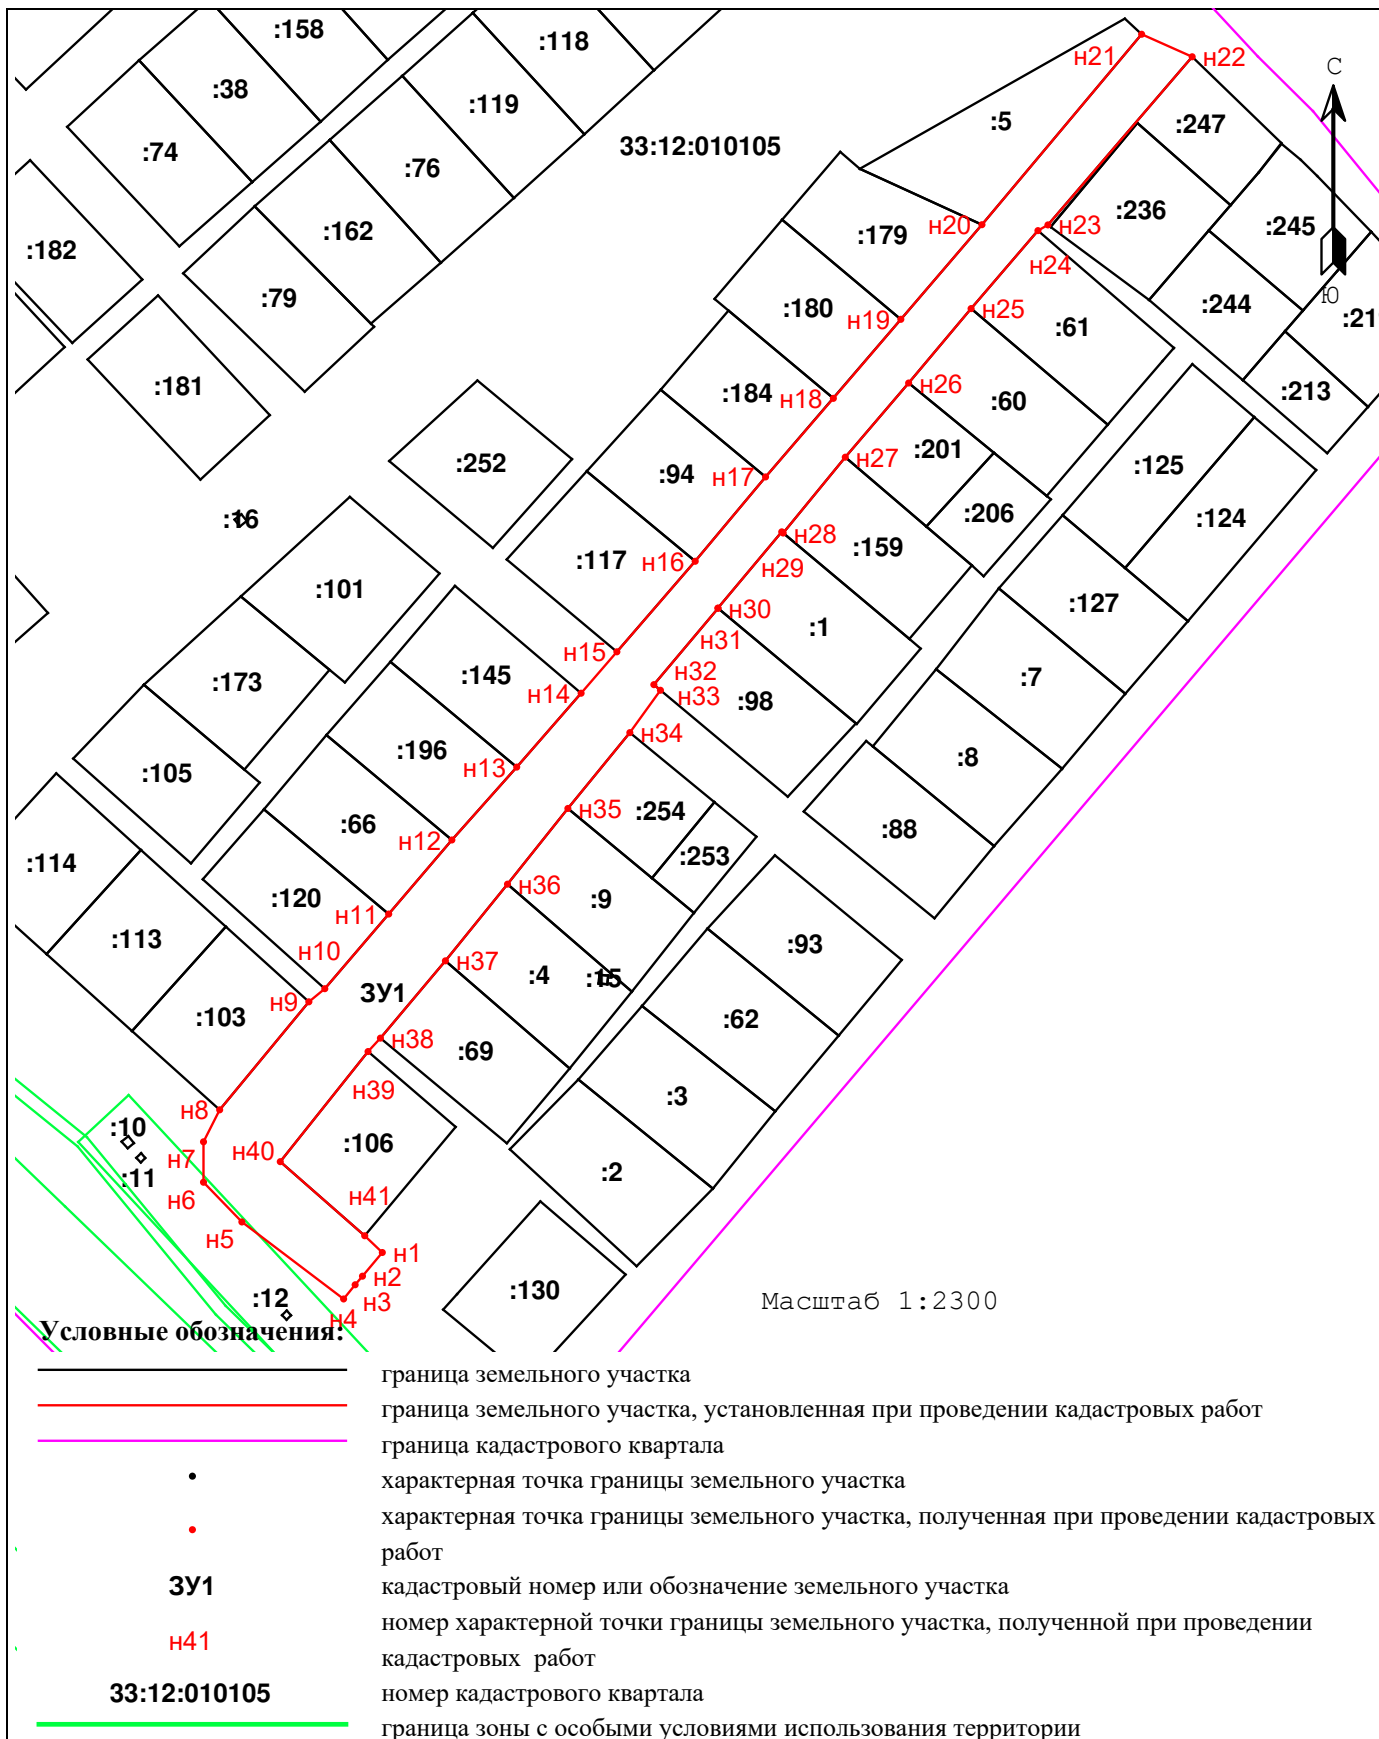 :158
:118
н21
н22
С
:38
:119
:5
:247
:74
33:12:010105
:76
:236
:182
:162
:179
н20
н23
:245
н24
:79
:180
н19
н25
:61
:244
Ю
:181
:184
н18
н26
:60
:213
:252
:94
н17
н27
:201
:125
:16
:206
:124
:117
н16
н28
:159
:101
н29
:127
н30
:1
:173
:145
н15
н31
:7
н14
н32
н33
:98
:105
:196
н13
н34
:8
:66
н12
н35
:254
:88
:114
:253
:120
н11
н36
:9
:113
н10
:93
ЗУ1
н37
:4
:15
н9
:103
н38
:69
:62
н39
н8
:3
:10
н7
н40
:106
:11
:2
н6
н41
н5
н1
н2
:12
н3
н4
:130
Масштаб 1:2300
Условные обозначения:
граница земельного участка
граница земельного участка, установленная при проведении кадастровых работ
граница кадастрового квартала
характерная точка границы земельного участка
характерная точка границы земельного участка, полученная при проведении кадастровых
работ
ЗУ1
кадастровый номер или обозначение земельного участка
н41
номер характерной точки границы земельного участка, полученной при проведении
кадастровых работ
33:12:010105
номер кадастрового квартала
граница зоны с особыми условиями использования территории